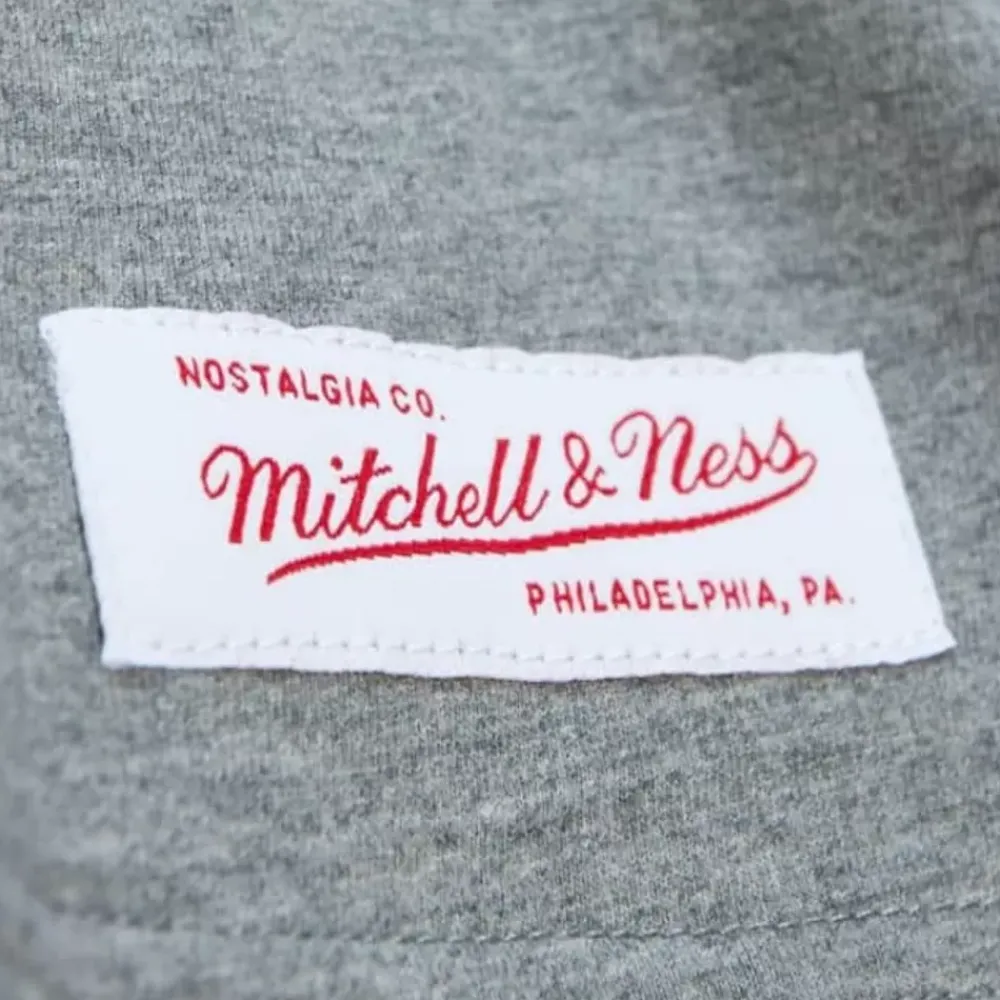 NOSTALGIA CO.
Mitchell & Ness
PHILADELPHIA, PA.